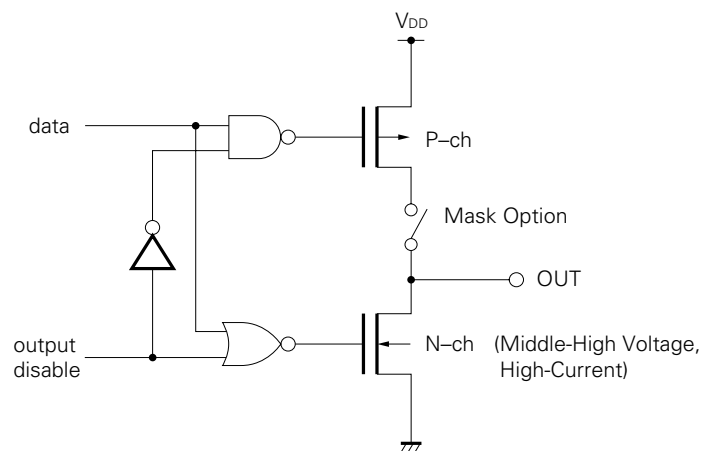 VDD
data
P–ch
Mask Option
OUT
output
disable
N–ch (Middle-High Voltage,
High-Current)